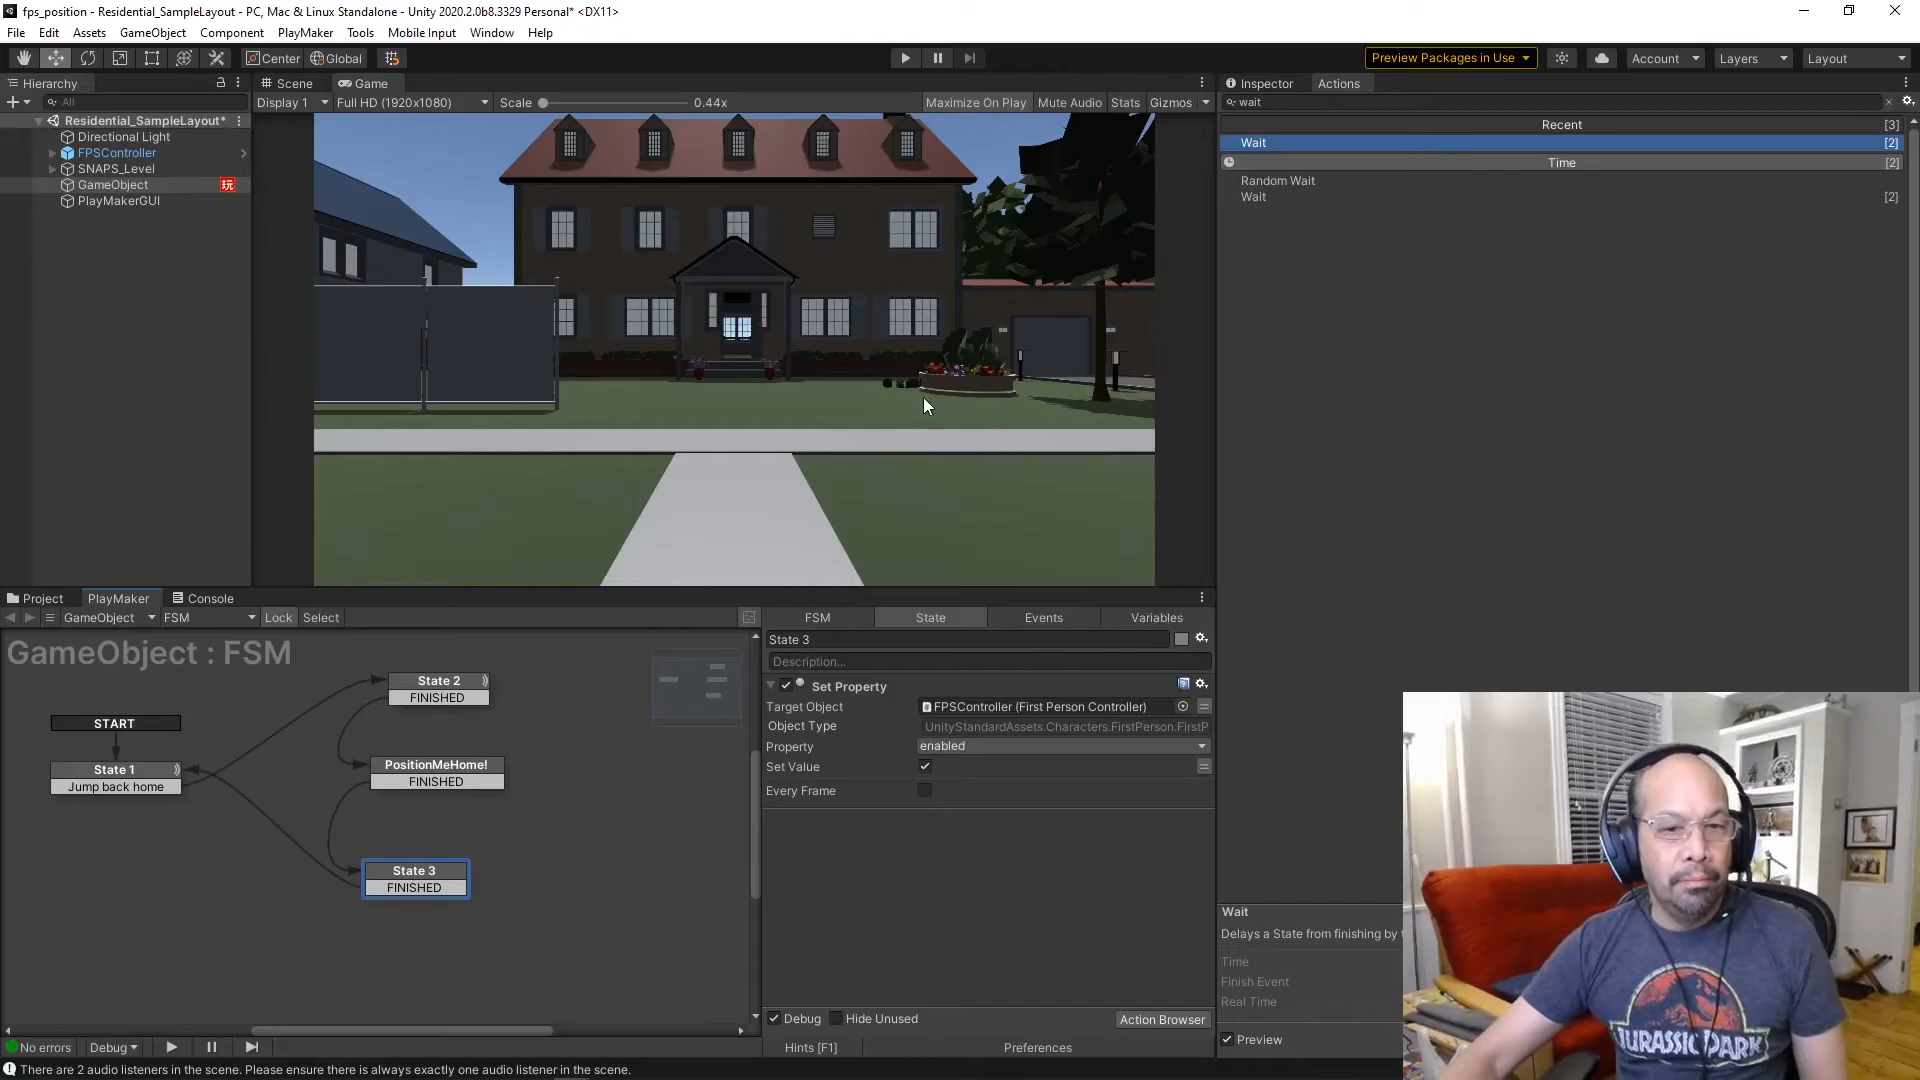 fps_position - Residential_SampleLayout - PC, Mac & Linux Standalone - Unity 2020.2.0b8.3329 Personal* <DX11>
File Edit Assets GameObject Component PlayMaker Tools Mobile Input Window Help
Center Global Preview Packages in Use Account Layers Layout
Hierarchy
All
Residential_SampleLayout*
Directional Light
FPSController
SNAPS_Level
GameObject 玩
PlayMakerGUI
Scene Game
Display 1 Full HD (1920x1080) Scale 0.44x Maximize On Play Mute Audio Stats Gizmos
Inspector Actions
wait
Recent [3]
Wait [2]
Time [2]
Random Wait
Wait [2]
Project PlayMaker Console
GameObject FSM Lock Select
GameObject : FSM
START
State 1
Jump back home
State 2
FINISHED
PositionMeHome!
FINISHED
State 3
FINISHED
FSM State Events Variables
State 3
Description...
Set Property
Target Object FPSController (First Person Controller)
Object Type UnityStandardAssets.Characters.FirstPerson.FirstP
Property enabled
Set Value
Every Frame
Debug Hide Unused Action Browser
Hints [F1] Preferences
Wait
Delays a State from finishing by
Time
Finish Event
Real Time
Preview
No errors Debug
There are 2 audio listeners in the scene. Please ensure there is always exactly one audio listener in the scene.
JURASSIC PARK